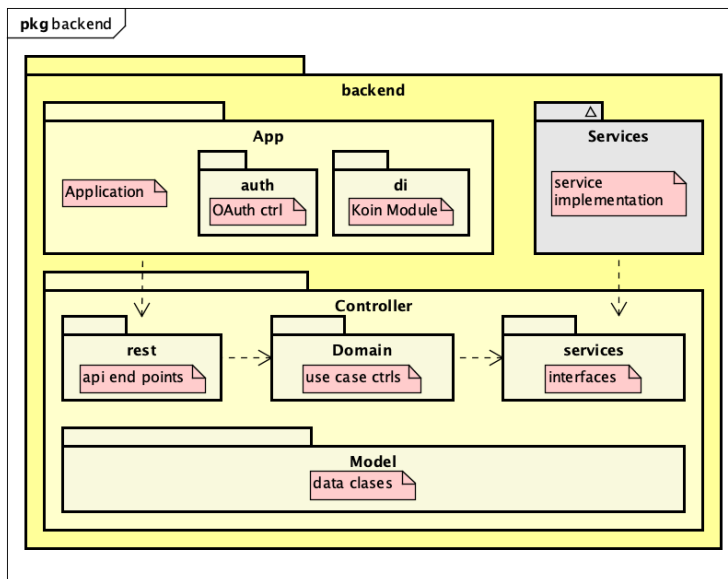 pkg backend
backend
App
Services
Application
auth
OAuth ctrl
di
Koin Module
service
implementation
Controller
rest
api end points
Domain
use case ctrls
services
interfaces
Model
data clases